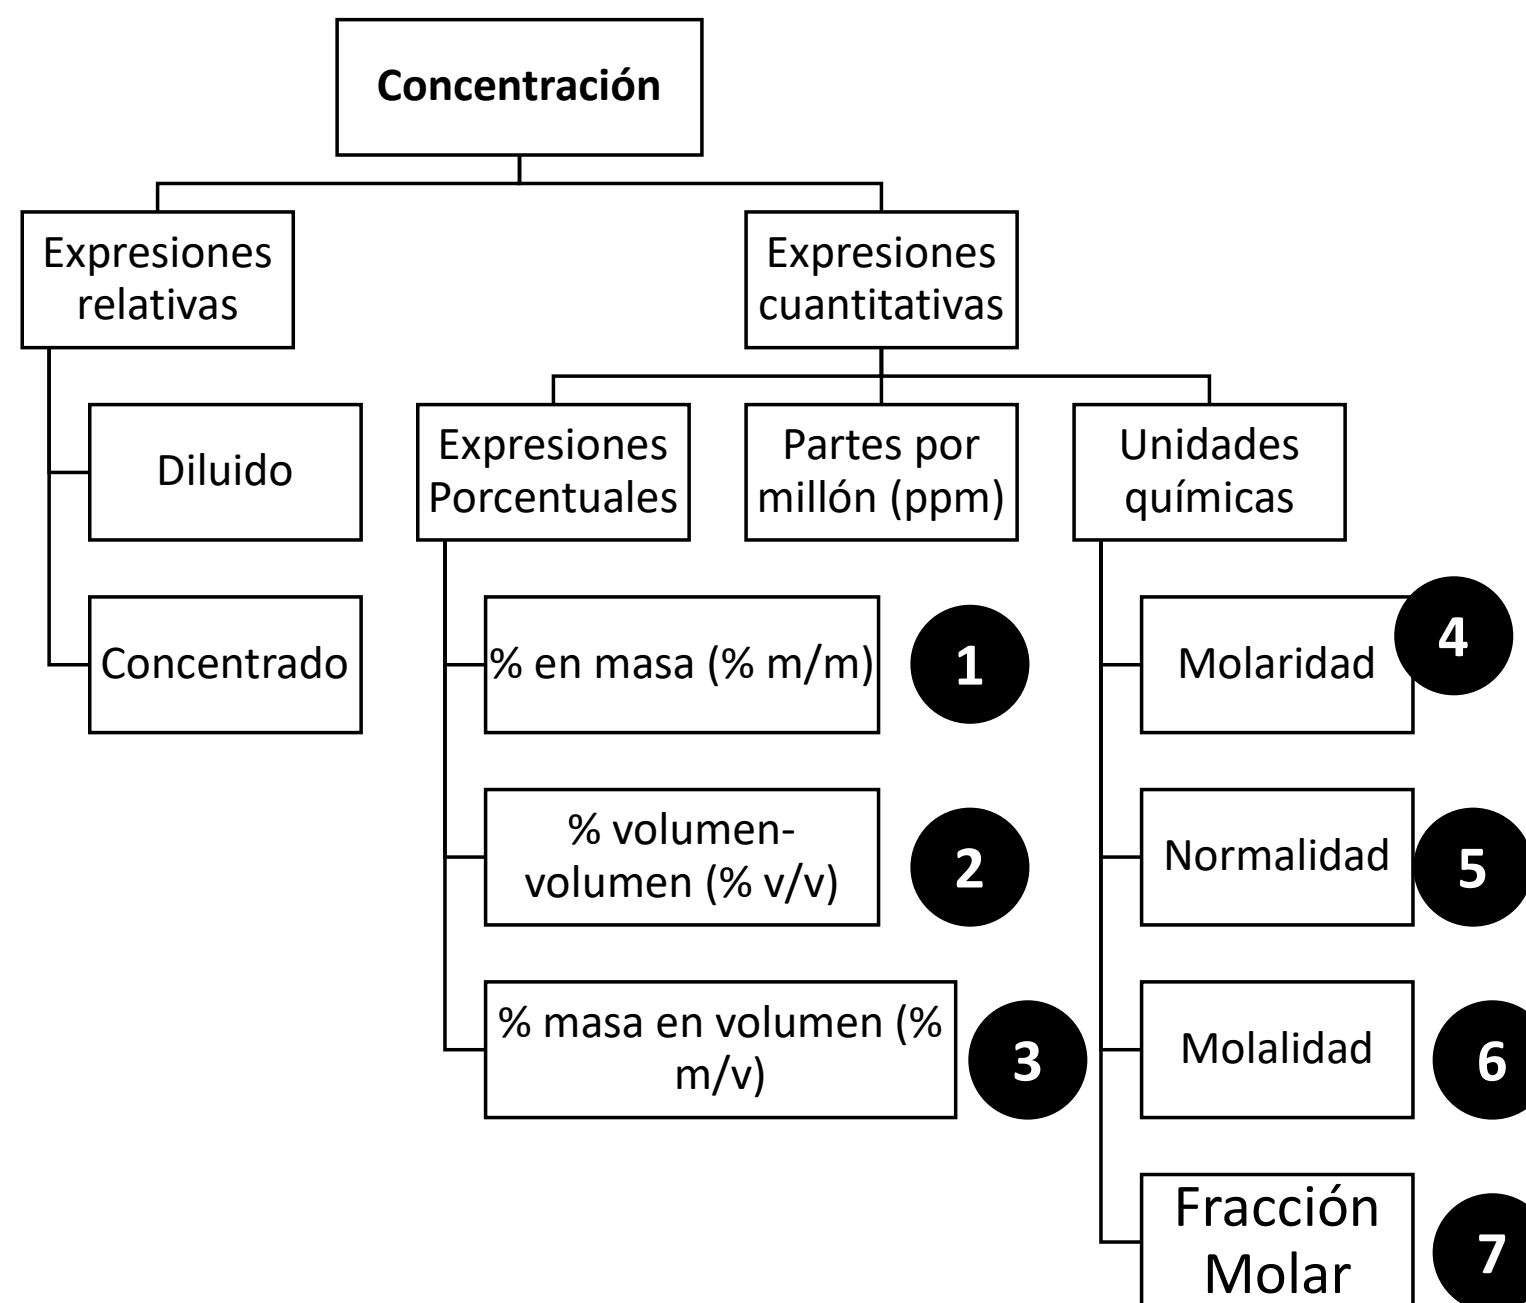 Concentración
Expresiones
relativas
Expresiones
cuantitativas
Diluido
Concentrado
Expresiones
Porcentuales
Partes por
millón (ppm)
Unidades
químicas
% en masa (% m/m)
1
% volumen-
volumen (% v/v)
2
% masa en volumen (%
m/v)
3
Molaridad
4
Normalidad
5
Molalidad
6
Fracción
Molar
7